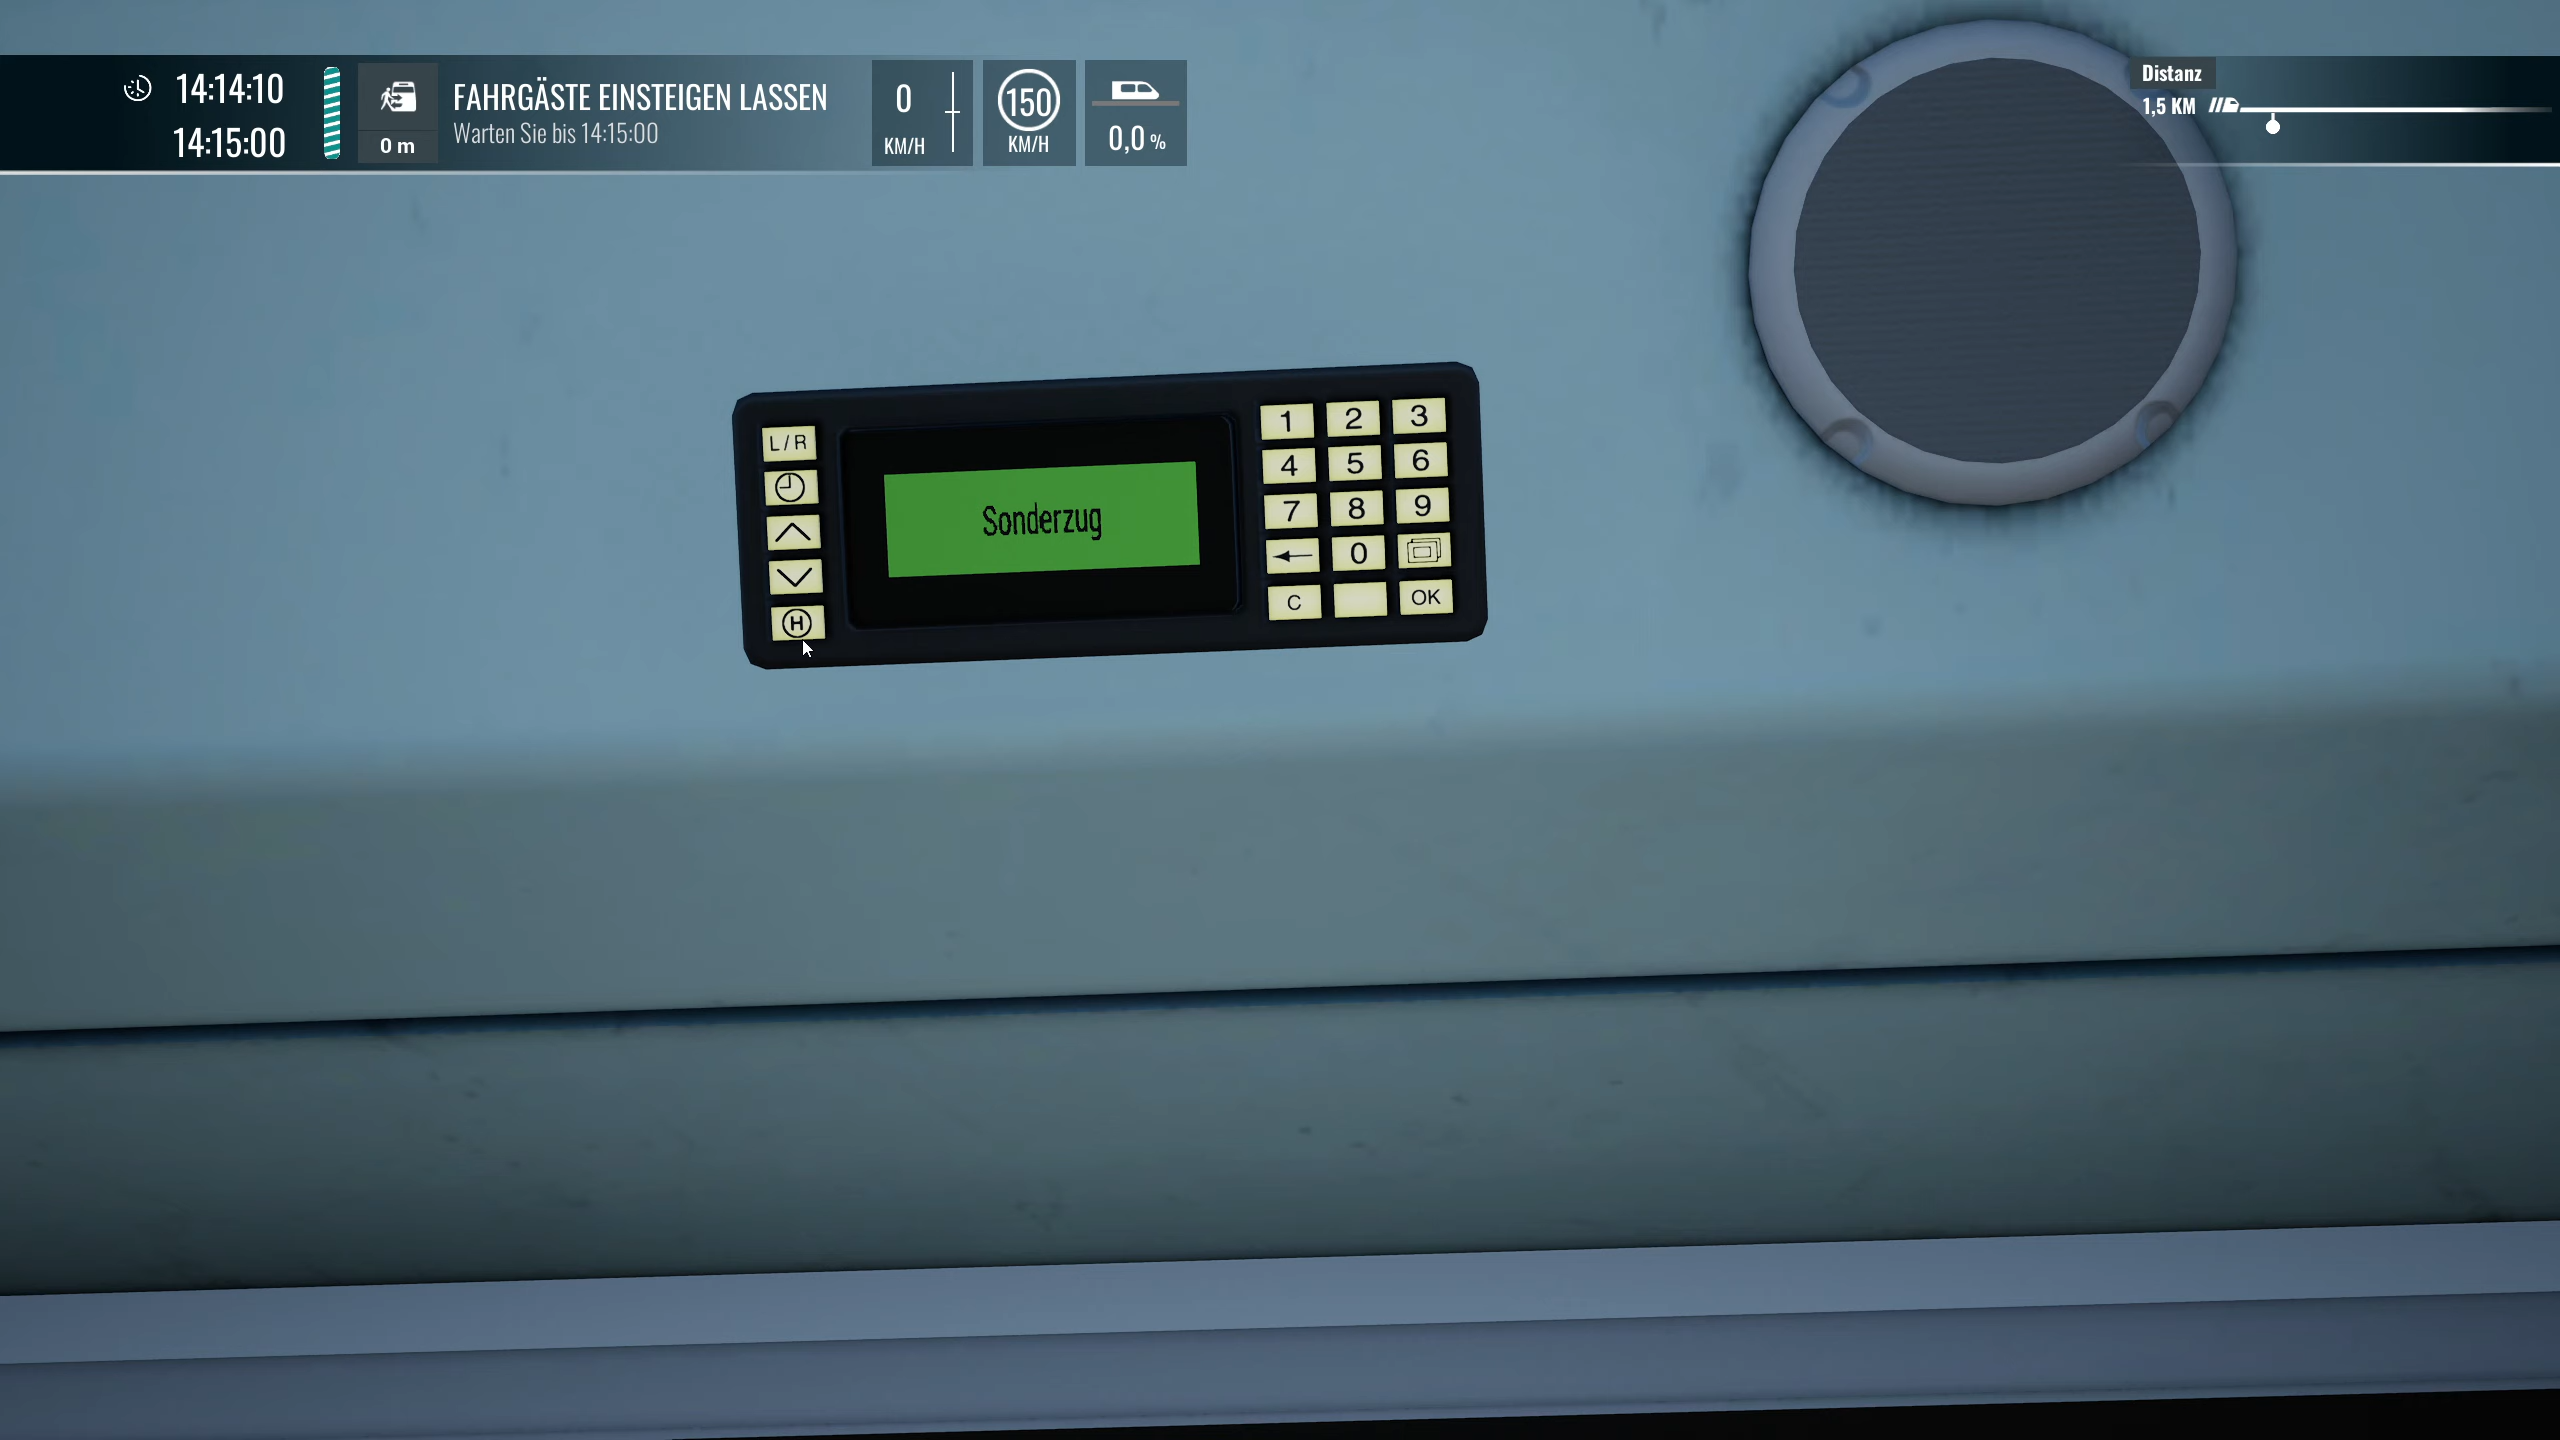 14:14:10
14:15:00
0 m
FAHRGÄSTE EINSTEIGEN LASSEN
Warten Sie bis 14:15:00
0
KM/H
150
KM/H
0,0 %
Distanz
1,5 KM
L/R
H
Sonderzug
1 2 3
4 5 6
7 8 9
0
C OK